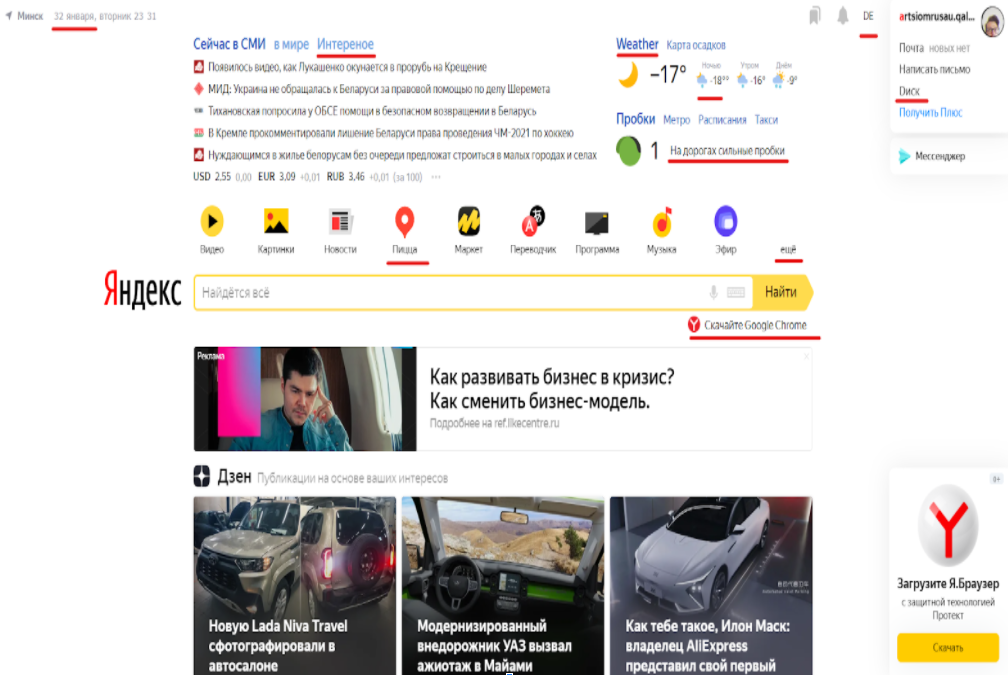 Минск 32 января, вторник 23 31
DE
artsiomrusau.qal...
Почта новых нет
Написать письмо
Dиск
Получить Плюс
Мессенджер
Сейчас в СМИ в мире Интереное
Появилось видео, как Лукашенко окунается в прорубь на Крещение
МИД: Украина не обращалась к Беларуси за правовой помощью по делу Шеремета
Тихановская попросила у ОБСЕ помощи в безопасном возвращении в Беларусь
В Кремле прокомментировали лишение Беларуси права проведения ЧМ-2021 по хоккею
Нуждающимся в жилье белорусам без очереди предложат строиться в малых городах и селах
USD 2.55 0,00 EUR 3,09 +0,01 RUB 3.46 +0,01 (за 100) ···
Weather Карта осадков
−17° Ночью -18°° Утром -16° Днём -9°
Пробки Метро Расписания Такси
1 На дорогах сильные пробки
Видео Картинки Новости Пицца Маркет Переводчик Программа Музыка Эфир ещё
Яндекс Найдётся всё Найти
Скачайте Google Chrome
Реклама
Как развивать бизнес в кризис?
Как сменить бизнес-модель.
Подробнее на ref.likecentre.ru
Дзен Публикации на основе ваших интересов
Новую Lada Niva Travel
сфотографировали в
автосалоне
Модернизированный
внедорожник УАЗ вызвал
ажиотаж в Майами
Как тебе такое, Илон Маск:
владелец AliExpress
представил свой первый
0+
Загрузите Я.Браузер
с защитной технологией
Протект
Скачать